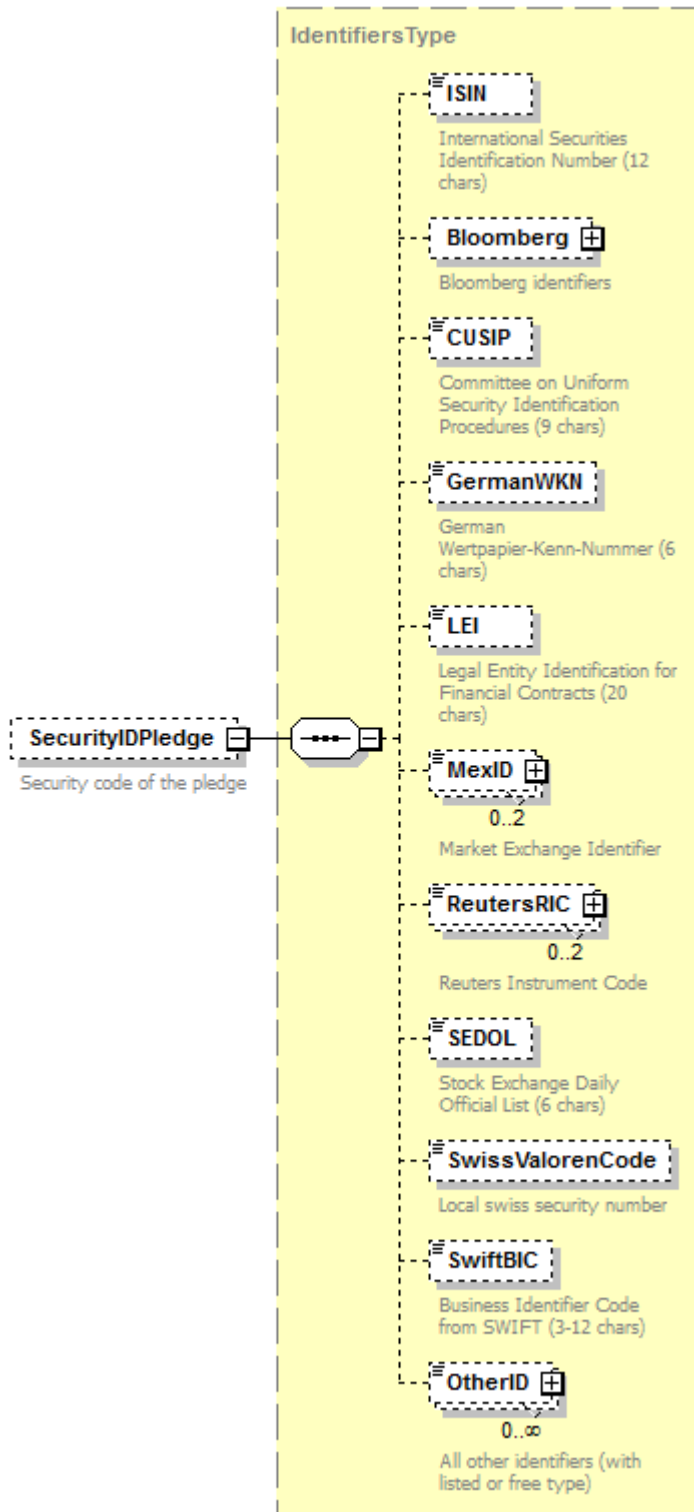 IdentifiersType
ISIN
International Securities
Identification Number (12
chars)
Bloomberg
Bloomberg identifiers
CUSIP
Committee on Uniform
Security Identification
Procedures (9 chars)
GermanWKN
German
Wertpapier-Kenn-Nummer (6
chars)
LEI
Legal Entity Identification for
Financial Contracts (20
chars)
SecurityIDPledge
Security code of the pledge
MexID
0..2
Market Exchange Identifier
ReutersRIC
0..2
Reuters Instrument Code
SEDOL
Stock Exchange Daily
Official List (6 chars)
SwissValorenCode
Local swiss security number
SwiftBIC
Business Identifier Code
from SWIFT (3-12 chars)
OtherID
0..∞
All other identifiers (with
listed or free type)